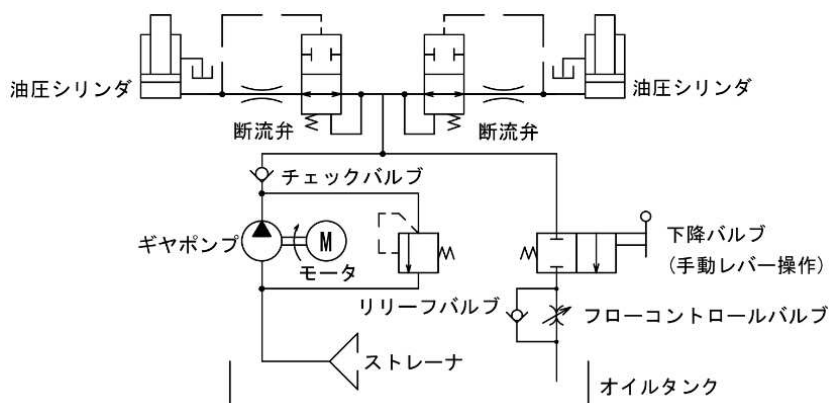 油圧シリンダ
油圧シリンダ
断流弁
断流弁
チェックバルブ
ギヤポンプ
M
モータ
下降バルブ
(手動レバー操作)
リリーフバルブ
フローコントロールバルブ
ストレーナ
オイルタンク